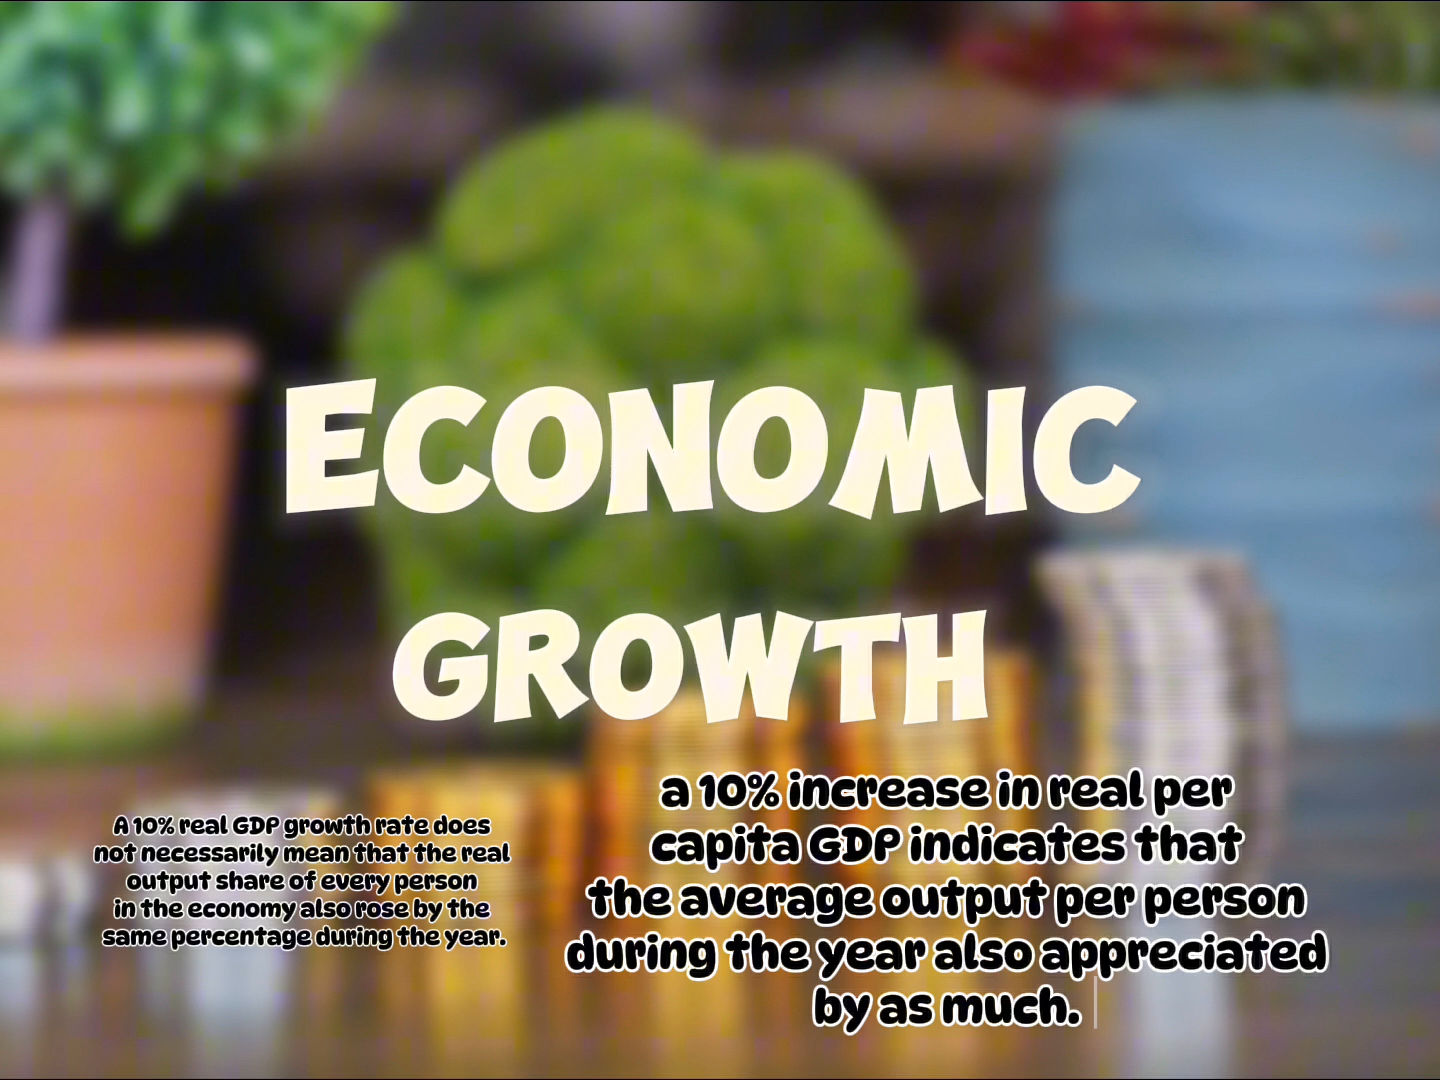 ECONOMIC
GROWTH
A 10% real GDP growth rate does
not necessarily mean that the real
output share of every person
in the economy also rose by the
same percentage during the year.
a 10% increase in real per
capita GDP indicates that
the average output per person
during the year also appreciated
by as much.